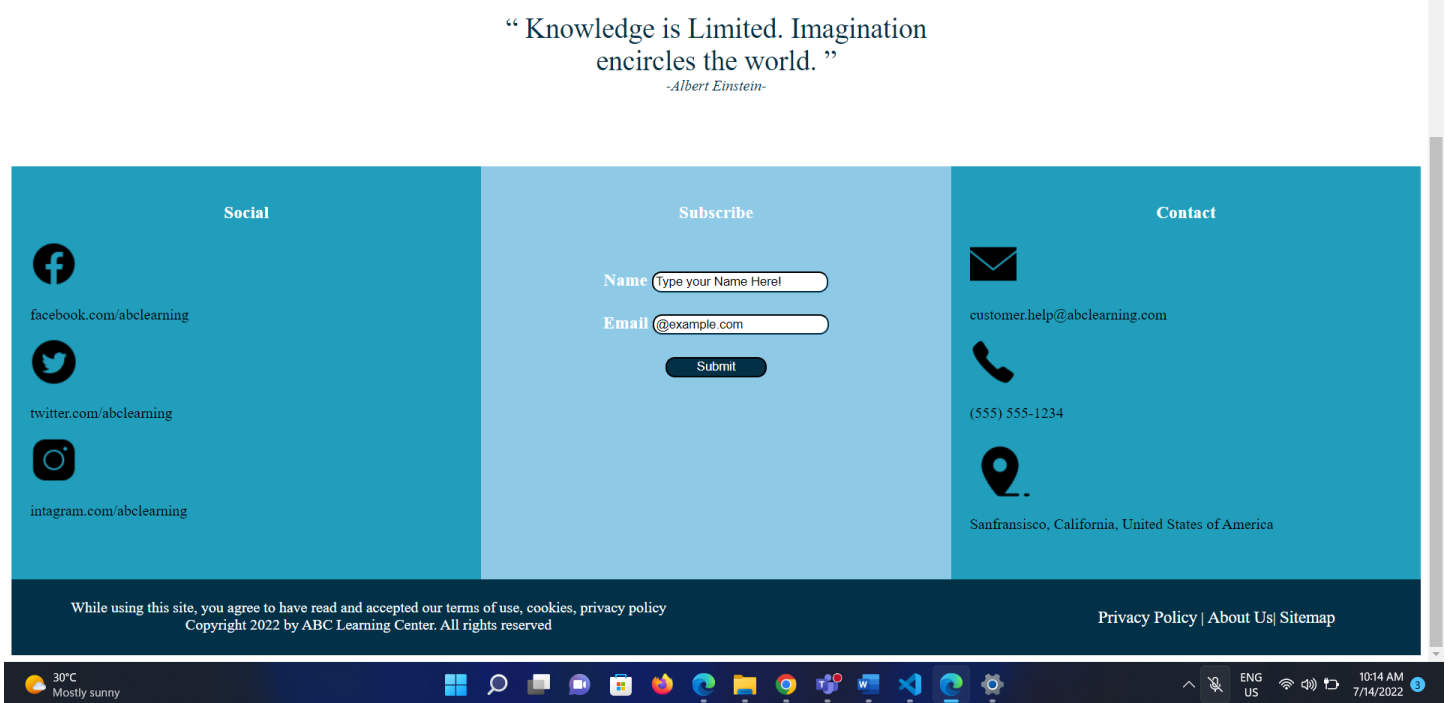 “ Knowledge is Limited. Imagination
encircles the world. ”
-Albert Einstein-
Social
facebook.com/abclearning
twitter.com/abclearning
intagram.com/abclearning
Subscribe
Name Type your Name Here!
Email @example.com
Submit
Contact
customer.help@abclearning.com
(555) 555-1234
Sanfransisco, California, United States of America
While using this site, you agree to have read and accepted our terms of use, cookies, privacy policy
Copyright 2022 by ABC Learning Center. All rights reserved
Privacy Policy | About Us| Sitemap
30°C
Mostly sunny
ENG
US
10:14 AM
7/14/2022
3